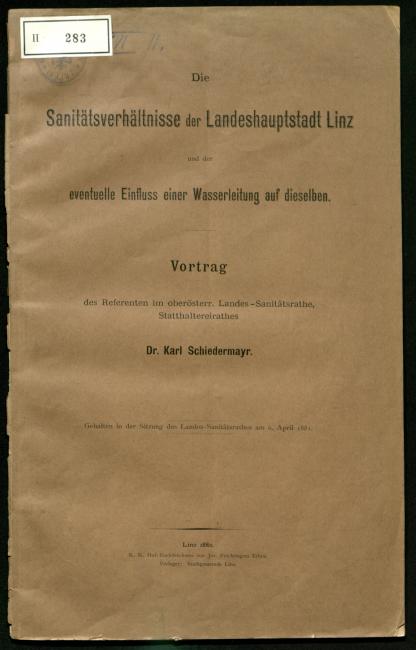 II 283
Die
Sanitätsverhältnisse der Landeshauptstadt Linz
und der
eventuelle Einfluss einer Wasserleitung auf dieselben.
Vortrag
des Referenten im oberösterr. Landes-Sanitätsrathe,
Statthaltereirathes
Dr. Karl Schiedermayr.
Gehalten in der Sitzung des Landes-Sanitätsrathes am April
Linz
K. K. Hof-Buchdruckerei von Jos. Feichtingers Erben.
Verleger: Stadtgemeinde Linz.